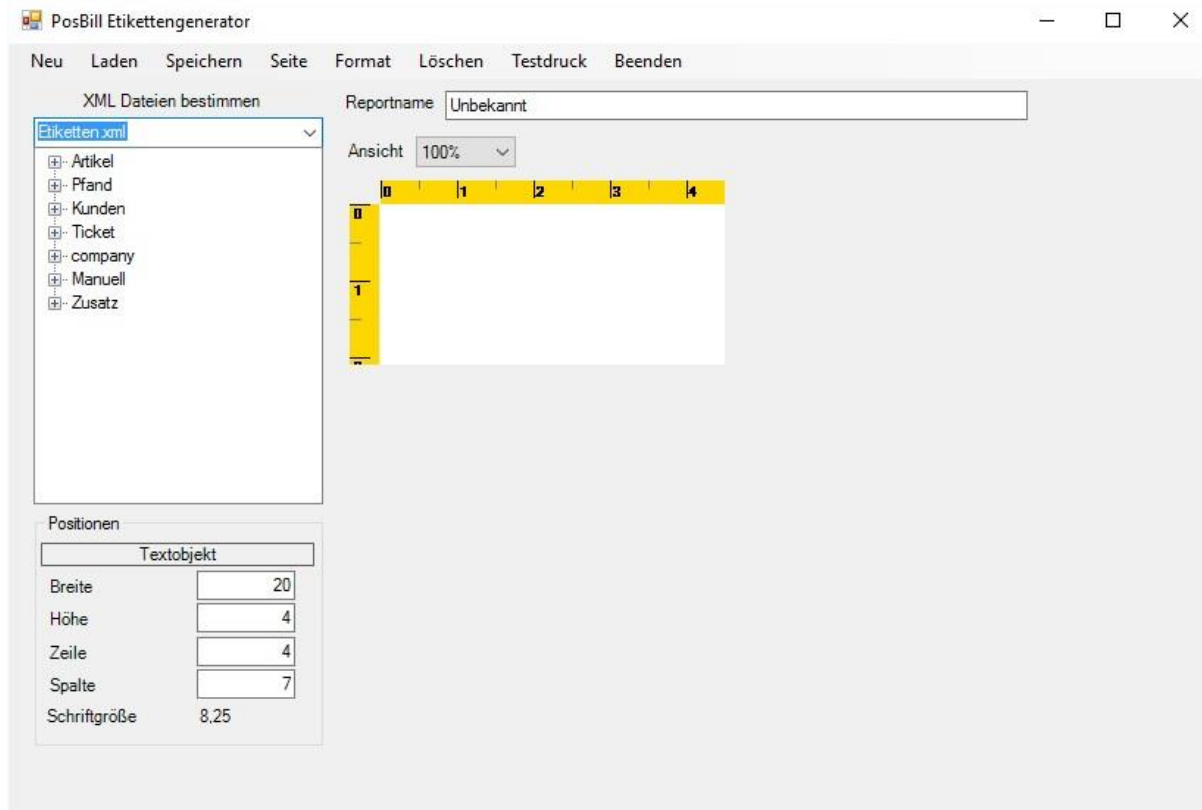 PosBill Etikettengenerator
Neu Laden Speichern Seite Format Löschen Testdruck Beenden
XML Dateien bestimmen
Etiketten.xml
Artikel
Pfand
Kunden
Ticket
company
Manuell
Zusatz
Reportname Unbekannt
Ansicht 100%
0 1 2 3 4
0
1
Positionen
Textobjekt
Breite 20
Höhe 4
Zeile 4
Spalte 7
Schriftgröße 8,25